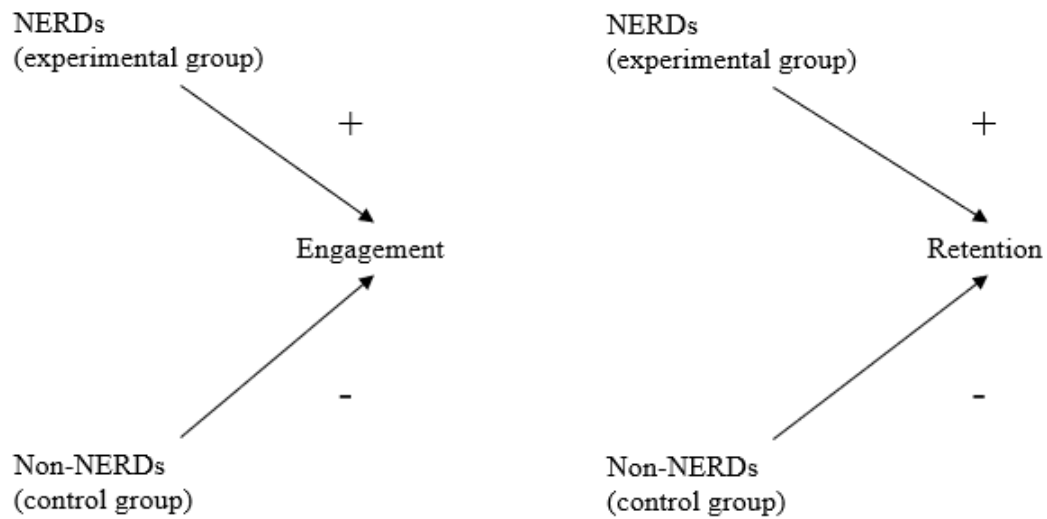 NERDs
(experimental group)
+
Engagement
-
Non-NERDs
(control group)
NERDs
(experimental group)
+
Retention
-
Non-NERDs
(control group)